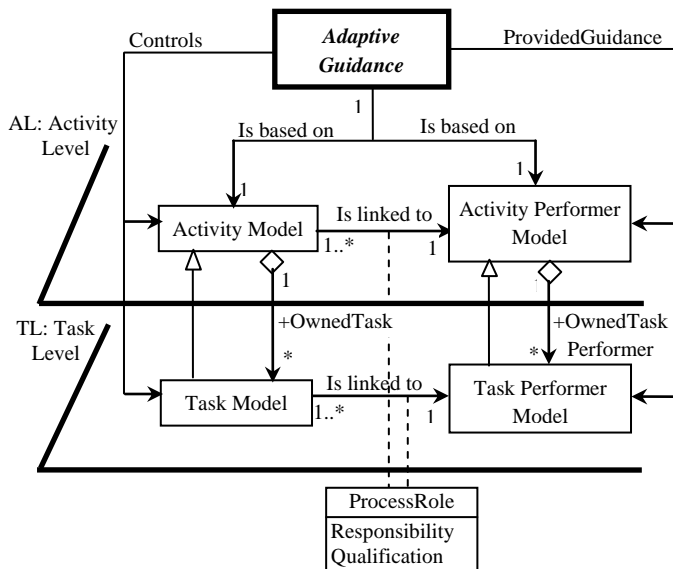 Controls
Adaptive
Guidance
ProvidedGuidance
1
AL: Activity
Level
Is based on
Is based on
1
1
Activity Model
Is linked to
1..*
1
Activity Performer
Model
1
1
TL: Task
Level
+OwnedTask
*
+OwnedTask
Performer
*
Task Model
Is linked to
1..*
1
Task Performer
Model
ProcessRole
Responsibility
Qualification